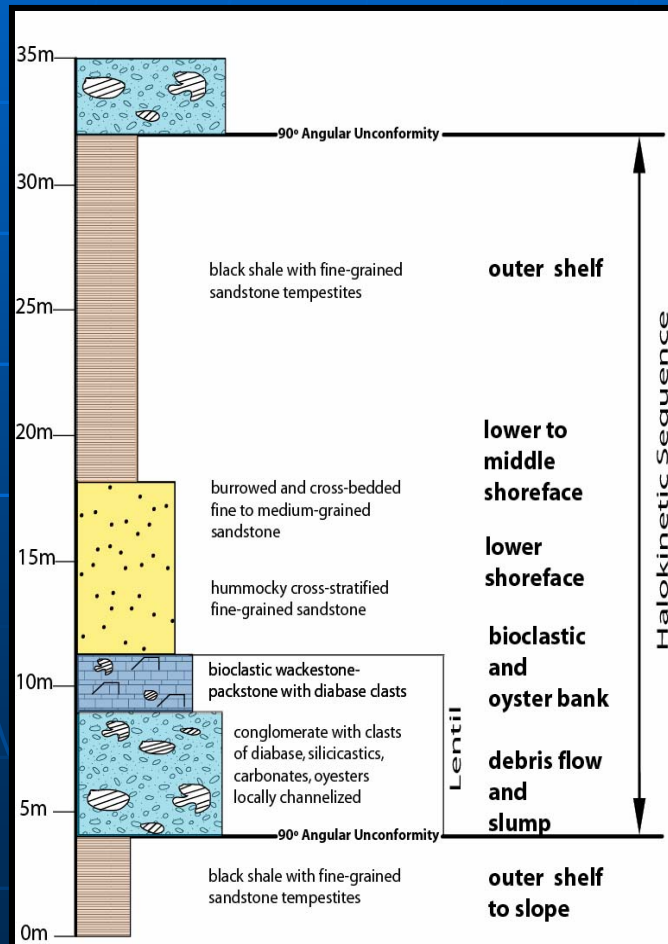 35m
90º Angular Unconformity
30m
black shale with fine-grained
sandstone tempestites
outer shelf
25m
Halokinetic Sequence
20m
lower to
middle
shoreface
burrowed and cross-bedded
fine to medium-grained
sandstone
15m
lower
shoreface
hummocky cross-stratified
fine-grained sandstone
bioclastic
and
oyster bank
10m
bioclastic wackestone-
packstone with diabase clasts
conglomerate with clasts
of diabase, silicicastics,
carbonates, oyesters
locally channelized
Lentil
debris flow
and
slump
5m
90º Angular Unconformity
black shale with fine-grained
sandstone tempestites
outer shelf
to slope
0m